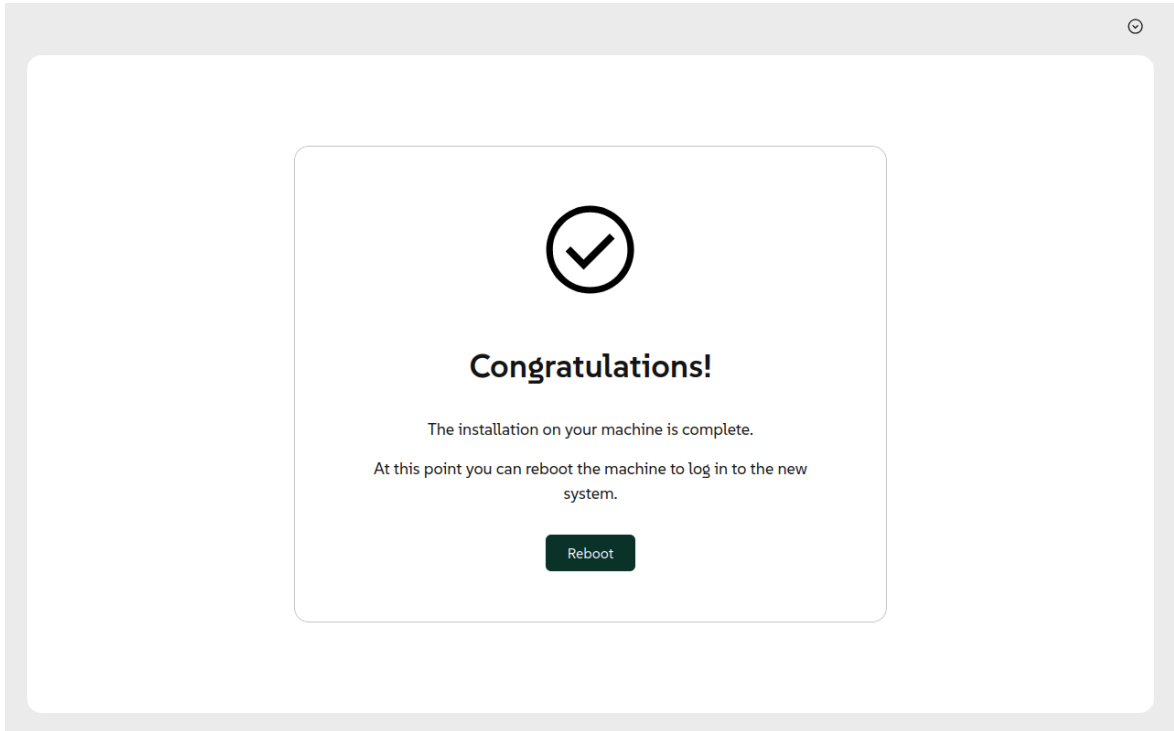 Congratulations!
The installation on your machine is complete.
At this point you can reboot the machine to log in to the new
system.
Reboot